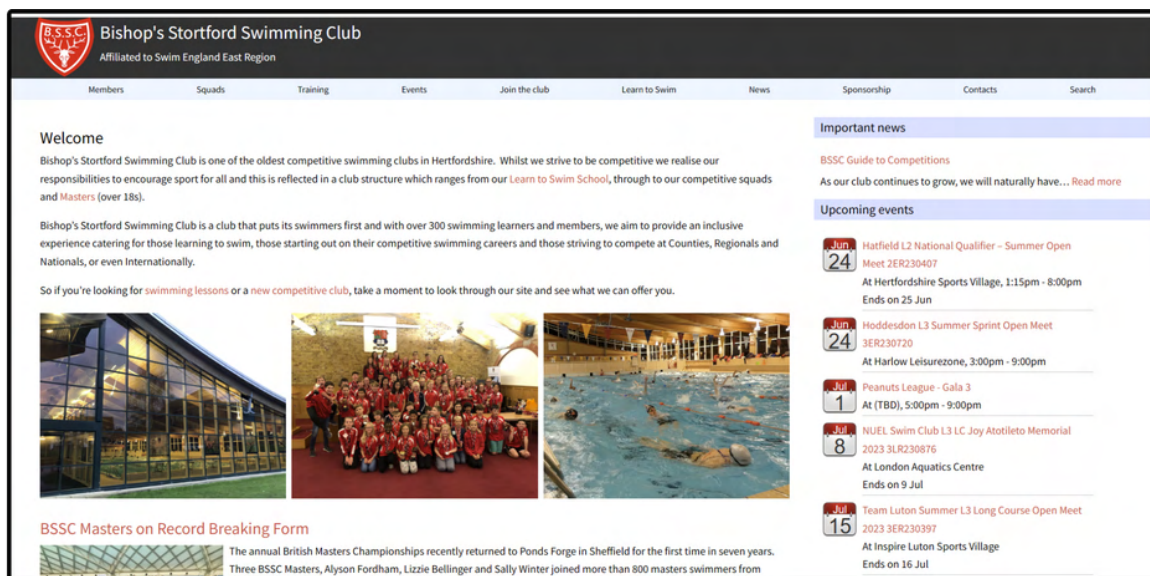 B.S.S.C.
Bishop's Stortford Swimming Club
Affiliated to Swim England East Region
Members Squads Training Events Join the club Learn to Swim News Sponsorship Contacts Search
Welcome
Bishop's Stortford Swimming Club is one of the oldest competitive swimming clubs in Hertfordshire. Whilst we strive to be competitive we realise our
responsibilities to encourage sport for all and this is reflected in a club structure which ranges from our Learn to Swim School, through to our competitive squads
and Masters (over 18s).
Bishop's Stortford Swimming Club is a club that puts its swimmers first and with over 300 swimming learners and members, we aim to provide an inclusive
experience catering for those learning to swim, those starting out on their competitive swimming careers and those striving to compete at Counties, Regionals and
Nationals, or even Internationally.
So if you're looking for swimming lessons or a new competitive club, take a moment to look through our site and see what we can offer you.
BSSC Masters on Record Breaking Form
The annual British Masters Championships recently returned to Ponds Forge in Sheffield for the first time in seven years.
Three BSSC Masters, Alyson Fordham, Lizzie Bellinger and Sally Winter joined more than 800 masters swimmers from
Important news
BSSC Guide to Competitions
As our club continues to grow, we will naturally have… Read more
Upcoming events
Jun
24
Hatfield L2 National Qualifier – Summer Open
Meet 2ER230407
At Hertfordshire Sports Village, 1:15pm - 8:00pm
Ends on 25 Jun
Jun
24
Hoddesdon L3 Summer Sprint Open Meet
3ER230720
At Harlow Leisurezone, 3:00pm - 9:00pm
Jul
1
Peanuts League - Gala 3
At (TBD), 5:00pm - 9:00pm
Jul
8
NUEL Swim Club L3 LC Joy Atotileto Memorial
2023 3LR230876
At London Aquatics Centre
Ends on 9 Jul
Jul
15
Team Luton Summer L3 Long Course Open Meet
2023 3ER230397
At Inspire Luton Sports Village
Ends on 16 Jul